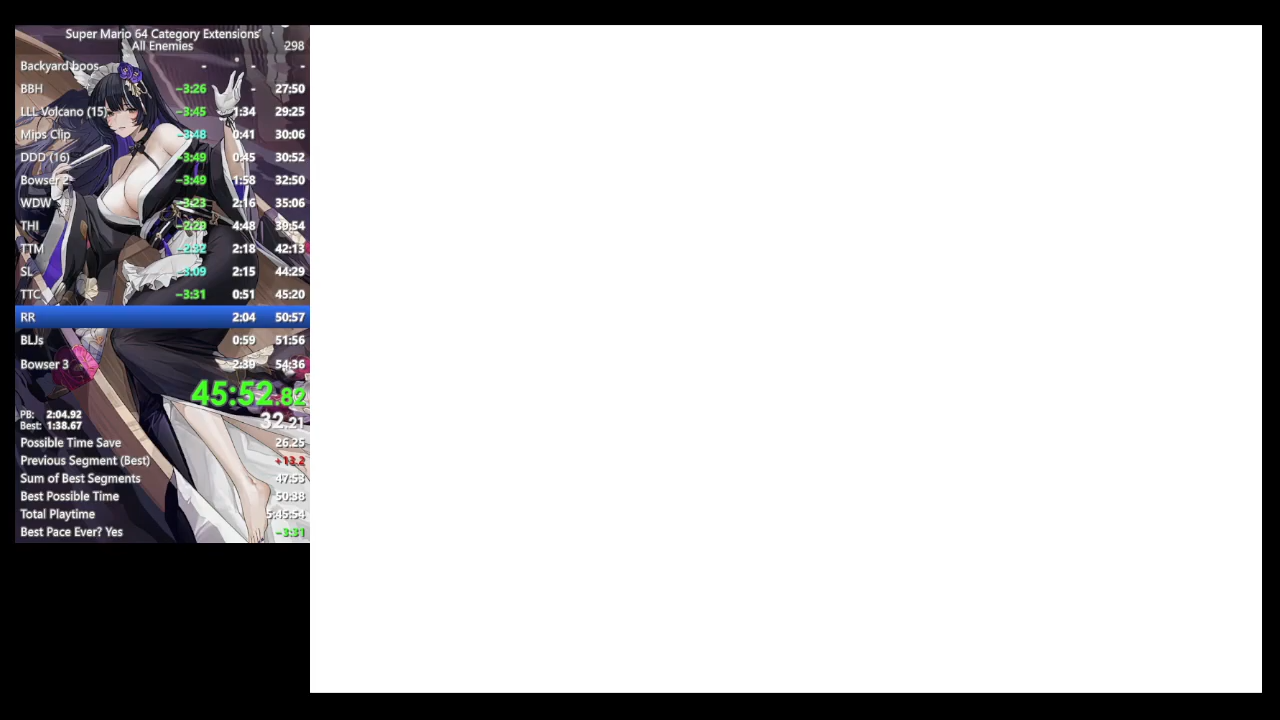 Super Mario 64 Category Extensions
All Enemies 298
Backyard boos - - -
BBH −3:26 - 27:50
LLL Volcano (15) −3:45 1:34 29:25
Mips Clip −3:48 0:41 30:06
DDD (16) −3:49 0:45 30:52
Bowser 2 −3:49 1:58 32:50
WDW −3:23 2:16 35:06
THI −2:29 4:48 39:54
TTM −2:32 2:18 42:13
SL −3:09 2:15 44:29
TTC −3:31 0:51 45:20
RR 2:04 50:57
BLJs 0:59 51:56
Bowser 3 2:39 54:36
45:52.82
PB: 2:04.92
Best: 1:38.67
32.21
Possible Time Save 26.25
Previous Segment (Best) +13.2
Sum of Best Segments 47:53
Best Possible Time 50:38
Total Playtime 5:45:54
Best Pace Ever? Yes −3:31